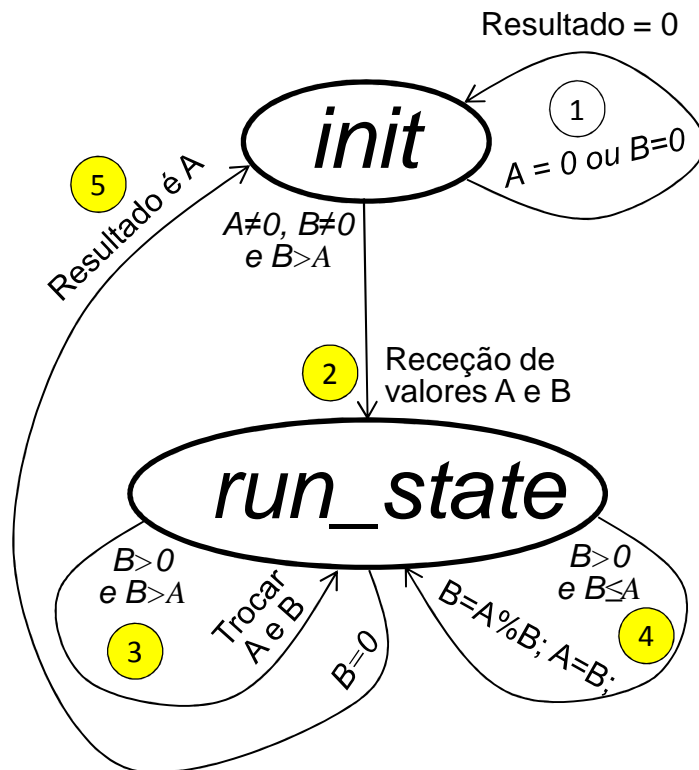 Resultado = 0
1
init
A = 0 ou B=0
5
Resultado é A
A≠0, B≠0
e B>A
2
Receção de
valores A e B
run_state
B>0
e B>A
3
Trocar
A e B
B=0
B>0
e B≤A
4
B=A%B; A=B;